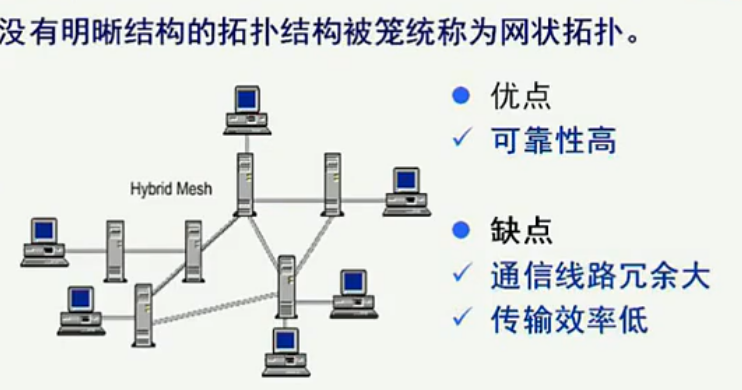 没有明晰结构的拓扑结构被笼统称为网状拓扑。
Hybrid Mesh
优点
可靠性高
缺点
通信线路冗余大
传输效率低